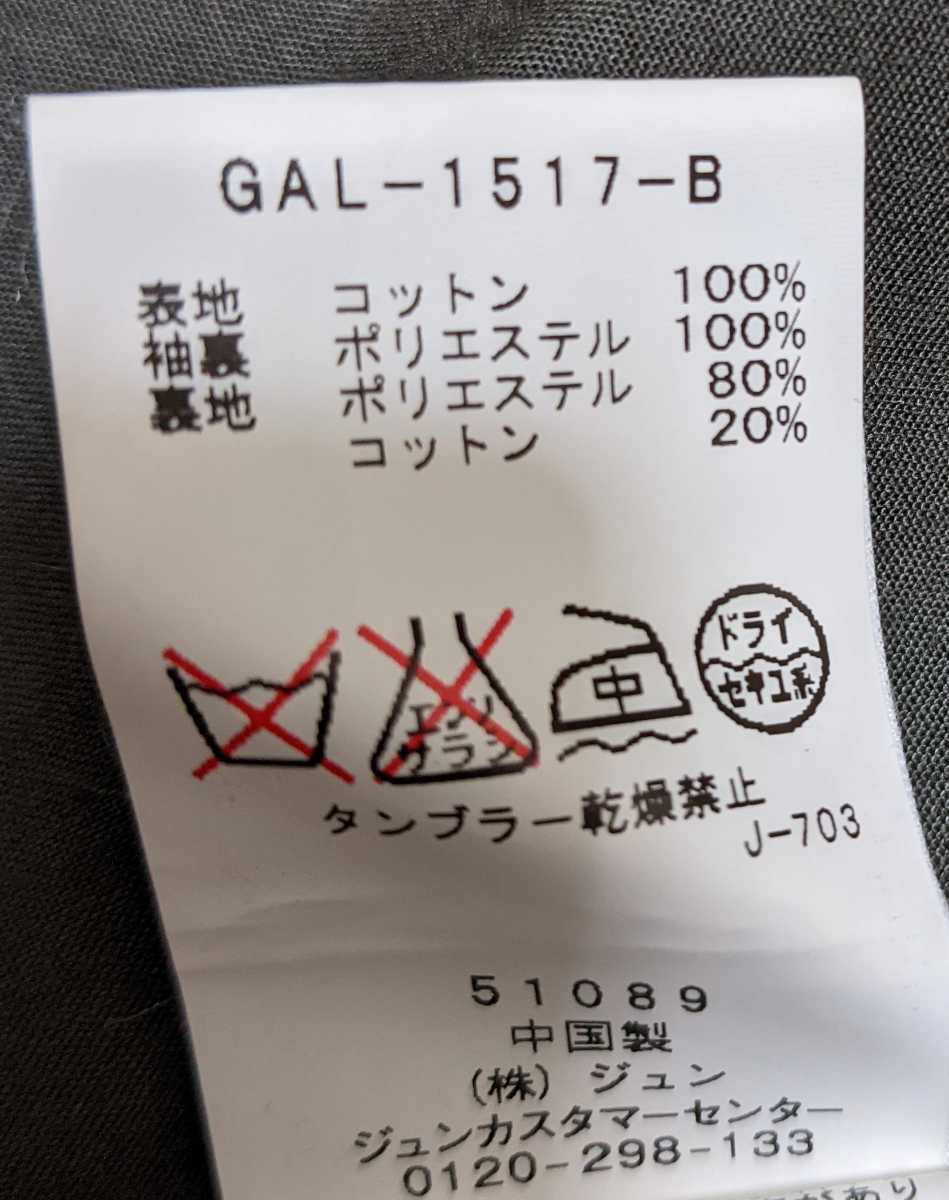 GAL-1517-B
表地 コットン 100%
袖裏 ポリエステル 100%
裏地 ポリエステル 80%
コットン 20%
エンソ
サラシ
中
ドライ
セキユ系
タンブラー乾燥禁止
J-703
51089
中国製
(株) ジュン
ジュンカスタマーセンター
0120-298-133
あり